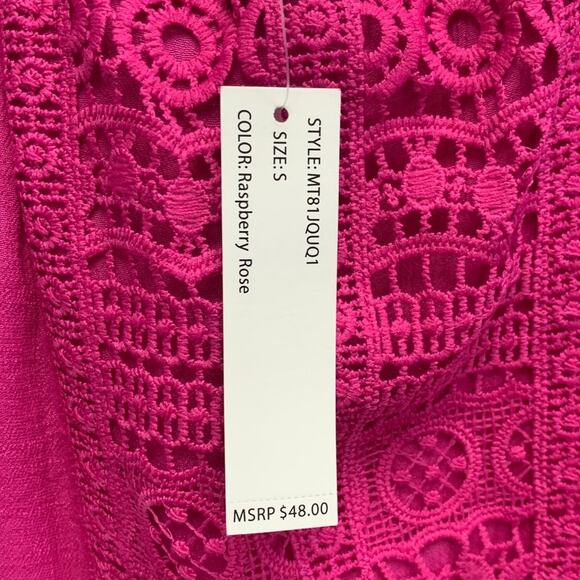 STYLE: MT81JQUQ1
SIZE:S
COLOR: Raspberry Rose
MSRP $48.00